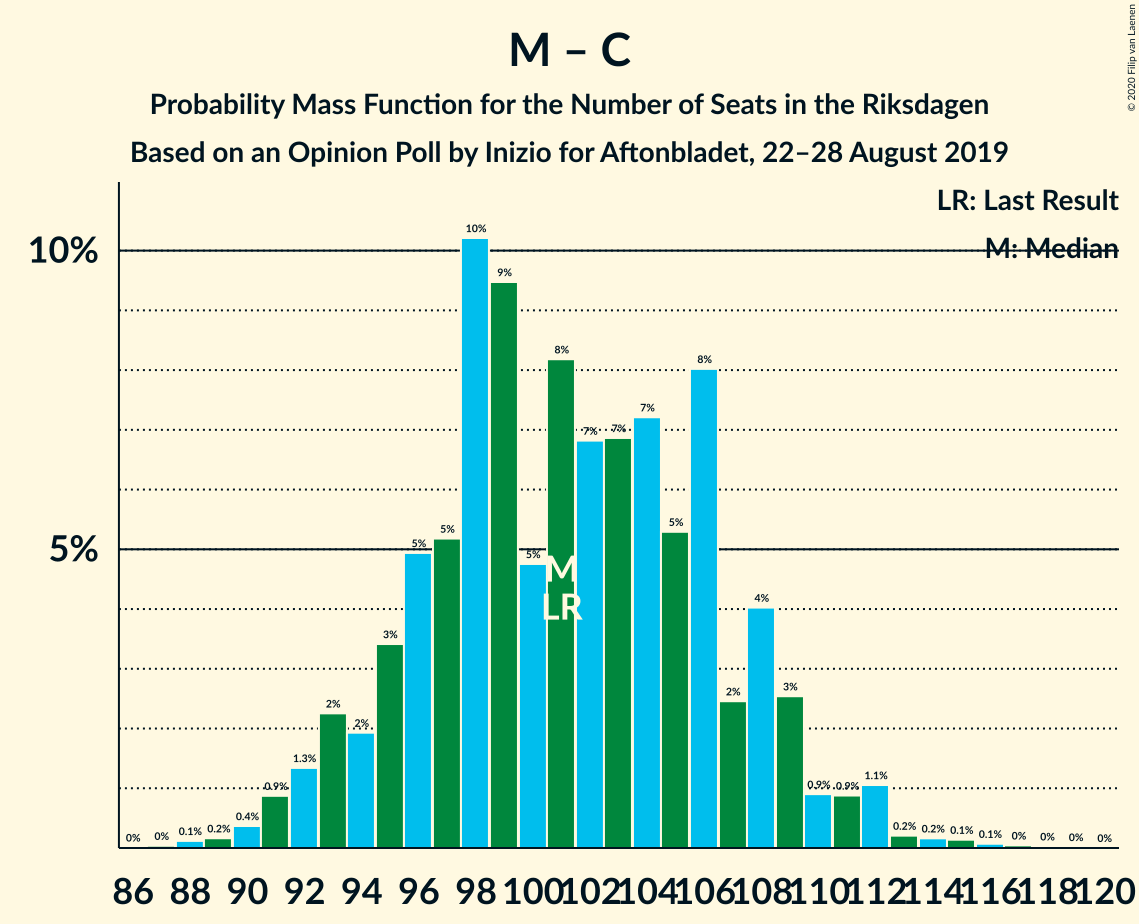 M – C
Probability Mass Function for the Number of Seats in the Riksdagen
Based on an Opinion Poll by Inizio for Aftonbladet, 22–28 August 2019
© 2020 Filip van Laenen
LR: Last Result
M: Median
10%
5%
0% 0% 0.1% 0.2% 0.4% 0.9% 1.3% 2% 2% 3% 5% 5% 10% 9% 5% 8% 7% 7% 7% 5% 8% 2% 4% 3% 0.9% 0.9% 1.1% 0.2% 0.2% 0.1% 0.1% 0% 0% 0% 0%
M
LR
86 88 90 92 94 96 98 100 102 104 106 108 110 112 114 116 118 120